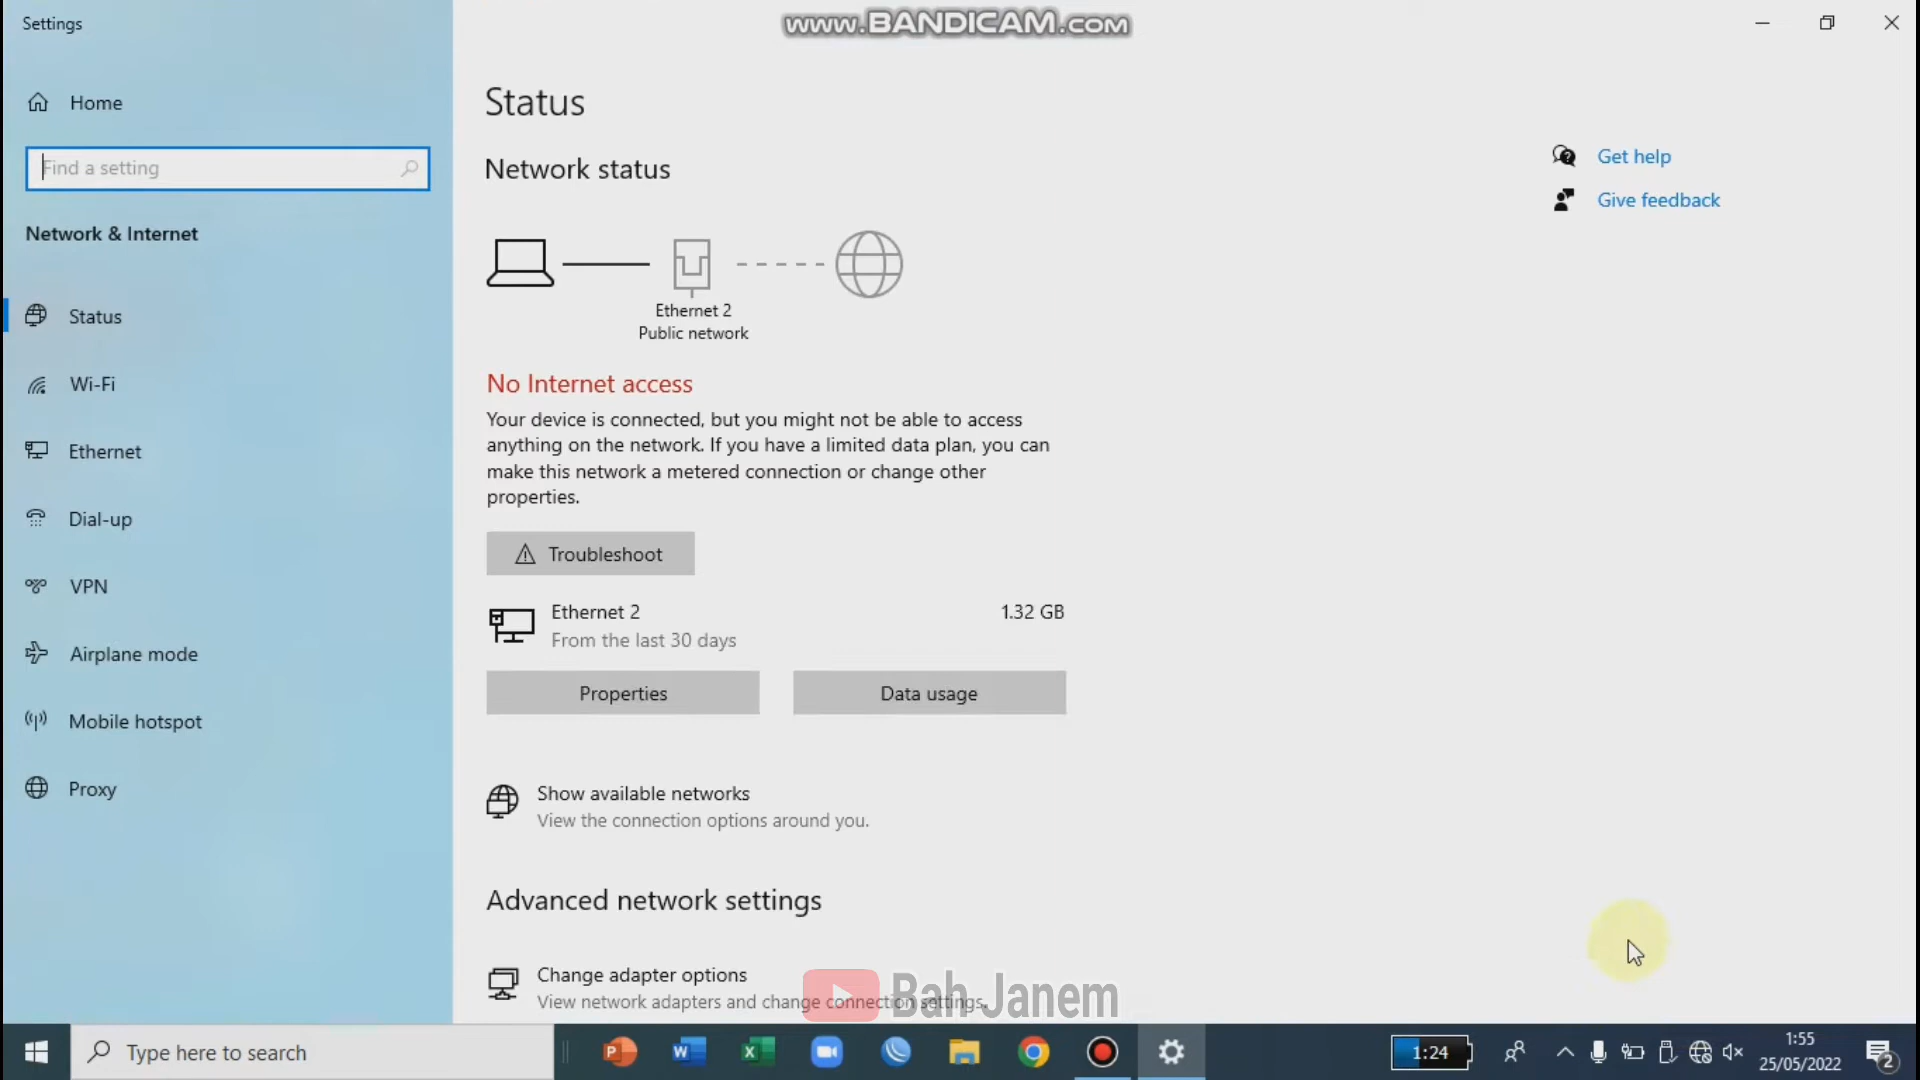 Settings
www.BANDICAM.com
Home
Find a setting
Network & Internet
Status
Wi-Fi
Ethernet
Dial-up
VPN
Airplane mode
Mobile hotspot
Proxy
Status
Network status
Ethernet 2
Public network
No Internet access
Your device is connected, but you might not be able to access
anything on the network. If you have a limited data plan, you can
make this network a metered connection or change other
properties.
Troubleshoot
Ethernet 2
1.32 GB
From the last 30 days
Properties
Data usage
Show available networks
View the connection options around you.
Advanced network settings
Change adapter options
View network adapters and change connection settings.
Bah Janem
Get help
Give feedback
Type here to search
1:24
1:55
25/05/2022
2